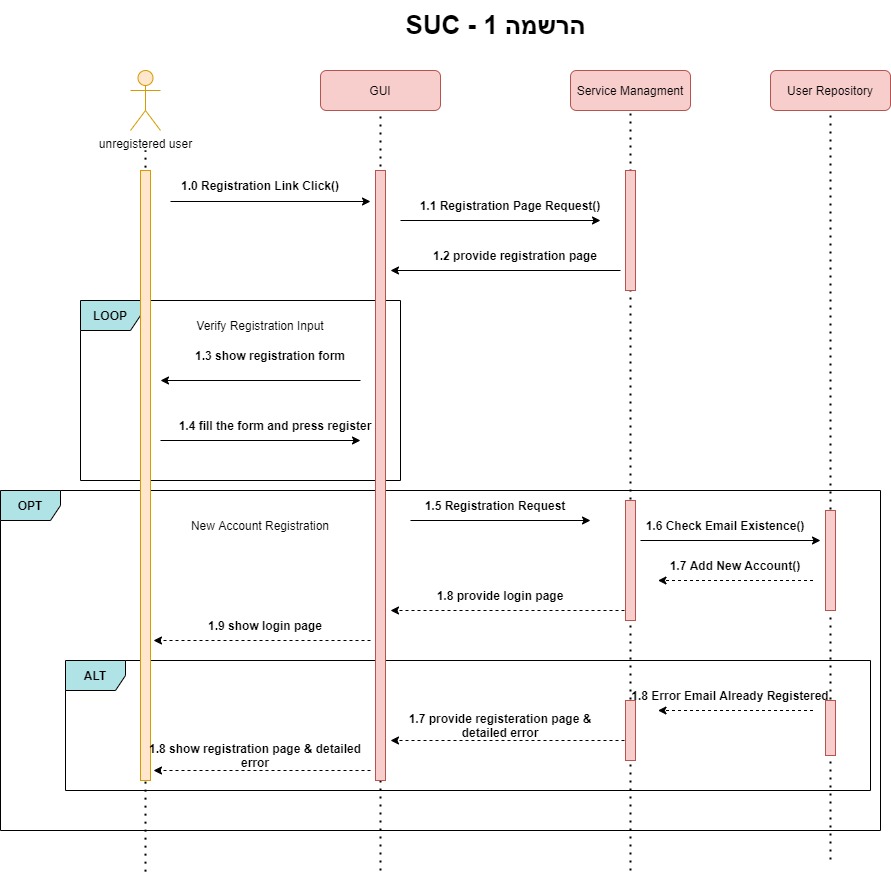 SUC - 1 הרשמה
GUI
Service Managment
User Repository
unregistered user
1.0 Registration Link Click()
1.1 Registration Page Request()
1.2 provide registration page
LOOP
Verify Registration Input
1.3 show registration form
1.4 fill the form and press register
OPT
1.5 Registration Request
New Account Registration
1.6 Check Email Existence()
1.7 Add New Account()
1.8 provide login page
1.9 show login page
ALT
1.8 Error Email Already Registered
1.7 provide registeration page &
detailed error
1.8 show registration page & detailed
error